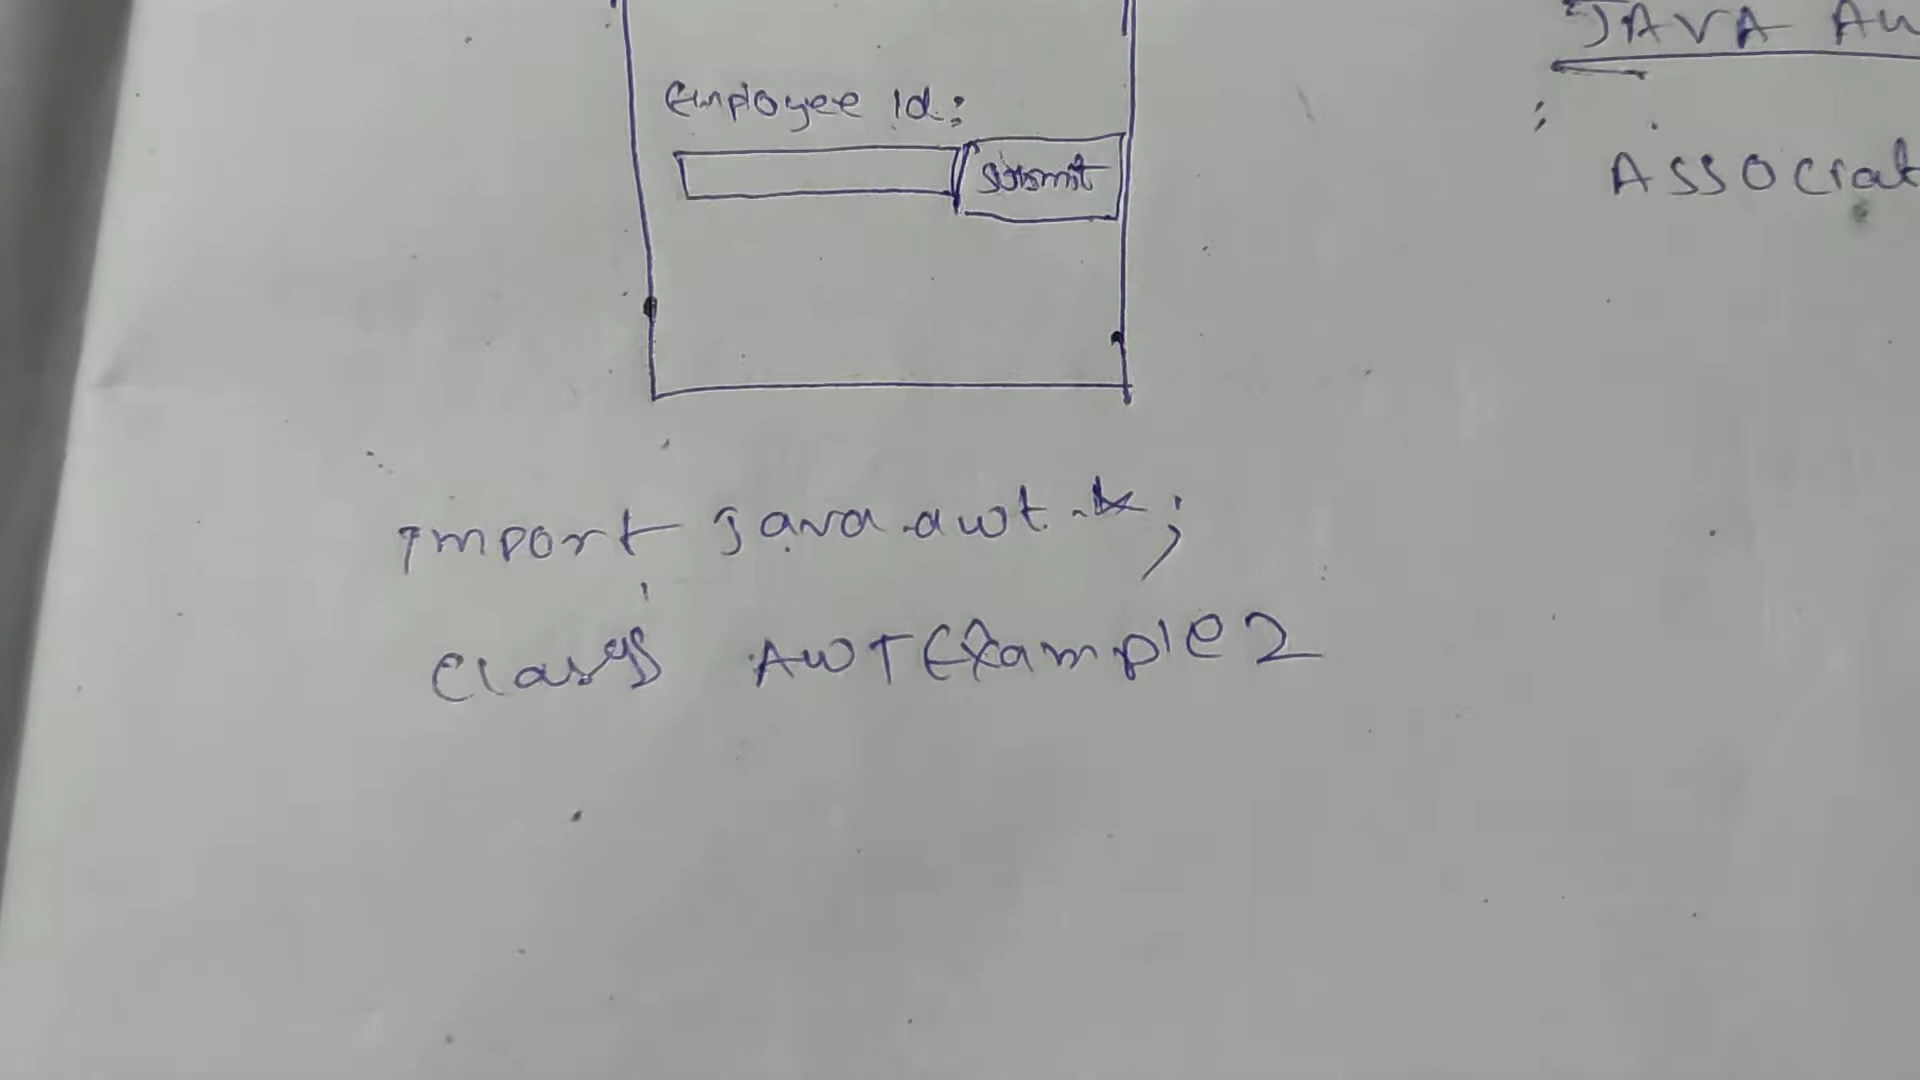 JAVA AW
Employee Id:
Submit
;
Associat
import java.awt.*;
class AWTExample2